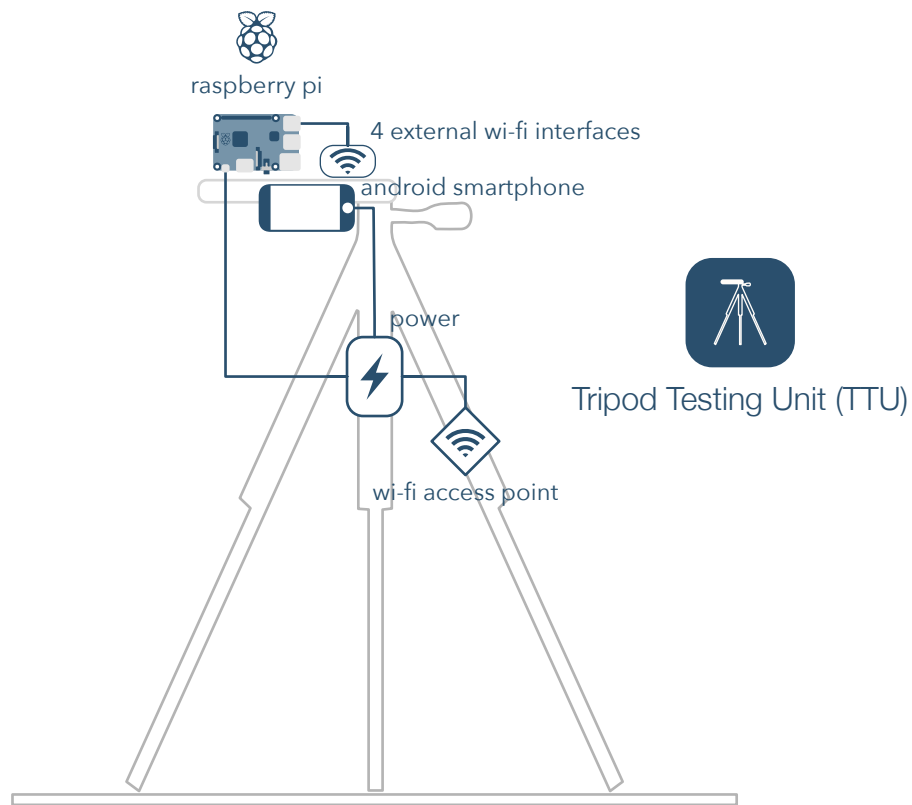 raspberry pi
4 external wi-fi interfaces
android smartphone
power
Tripod Testing Unit (TTU)
wi-fi access point